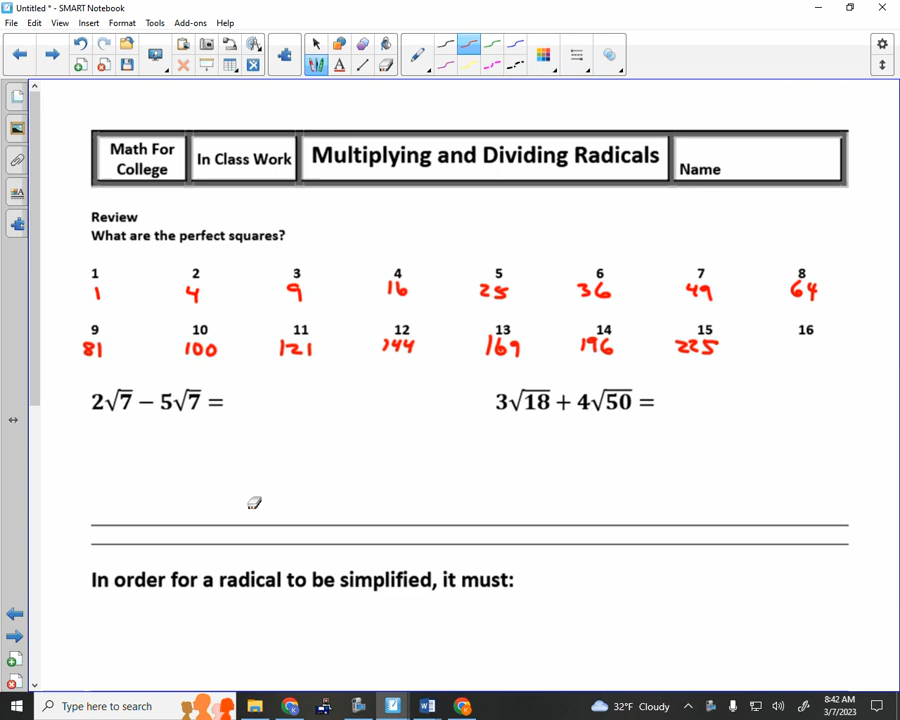 Untitled * - SMART Notebook
File Edit View Insert Format Tools Add-ons Help
Math For College
In Class Work
Multiplying and Dividing Radicals
Name
Review
What are the perfect squares?
1 2 3 4 5 6 7 8
1 4 9 16 25 36 49 64
9 10 11 12 13 14 15 16
81 100 121 144 169 196 225
2√7 − 5√7 =
3√18 + 4√50 =
In order for a radical to be simplified, it must:
Type here to search
32°F Cloudy
8:42 AM
3/7/2023